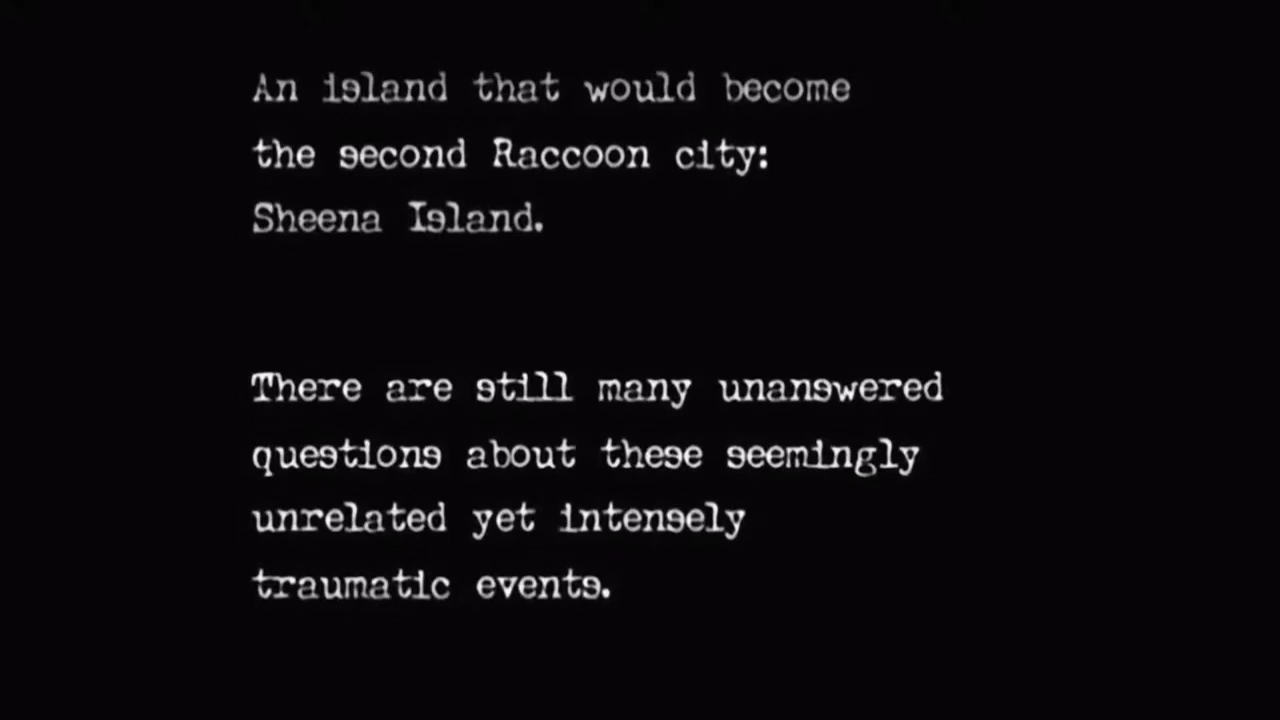 An island that would become
the second Raccoon city:
Sheena Island.
There are still many unanswered
questions about these seemingly
unrelated yet intensely
traumatic events.